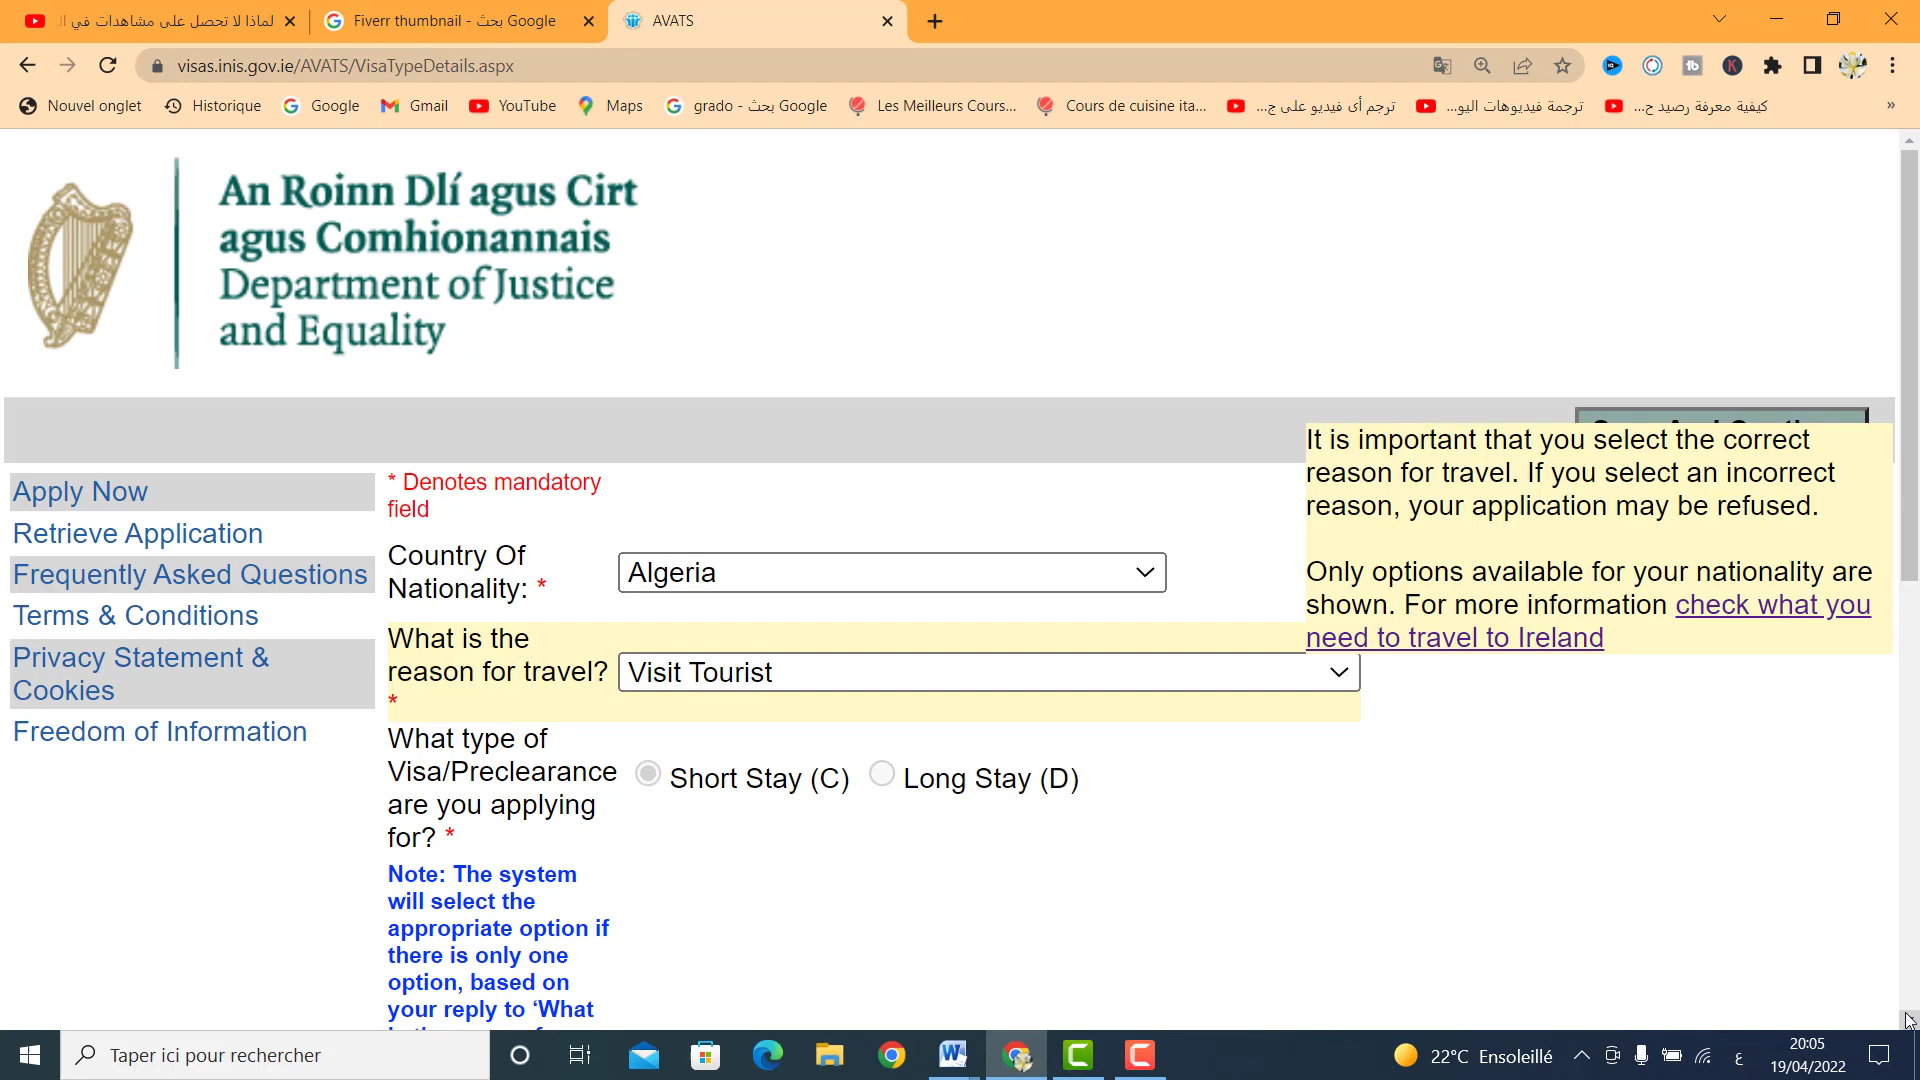 لماذا لا تحصل على مشاهدات في ال
Fiverr thumbnail - بحث Google
AVATS
visas.inis.gov.ie/AVATS/VisaTypeDetails.aspx
Nouvel onglet
Historique
Google
Gmail
YouTube
Maps
grado - بحث Google
Les Meilleurs Cours...
Cours de cuisine ita...
ترجم أى فيديو على ج...
ترجمة فيديوهات اليو...
كيفية معرفة رصيد ح...
»
An Roinn Dlí agus Cirt
agus Comhionannais
Department of Justice
and Equality
It is important that you select the correct
reason for travel. If you select an incorrect
reason, your application may be refused.
Only options available for your nationality are
shown. For more information check what you
need to travel to Ireland
Apply Now
Retrieve Application
Frequently Asked Questions
Terms & Conditions
Privacy Statement &
Cookies
Freedom of Information
* Denotes mandatory
field
Country Of
Nationality: *
Algeria
What is the
reason for travel?
*
Visit Tourist
What type of
Visa/Preclearance
are you applying
for? *
Short Stay (C)
Long Stay (D)
Note: The system
will select the
appropriate option if
there is only one
option, based on
your reply to ‘What
Taper ici pour rechercher
22°C Ensoleillé
ع
20:05
19/04/2022